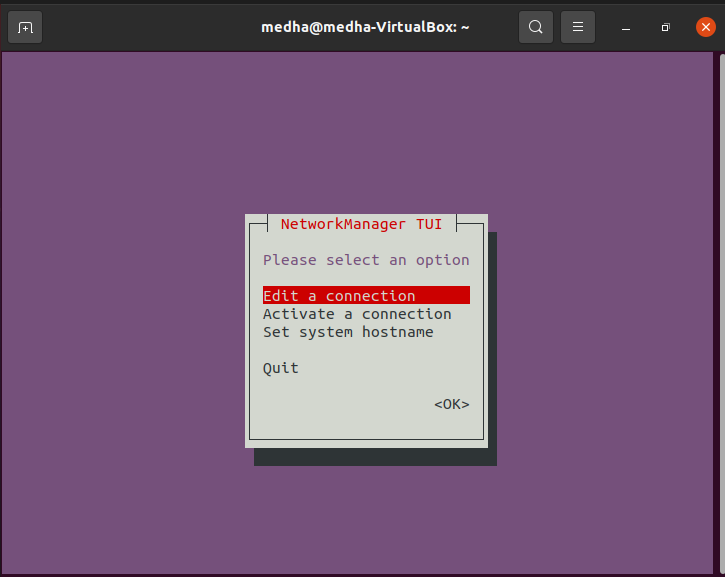 medha@medha-VirtualBox: ~
NetworkManager TUI
Please select an option
Edit a connection
Activate a connection
Set system hostname
Quit
<OK>